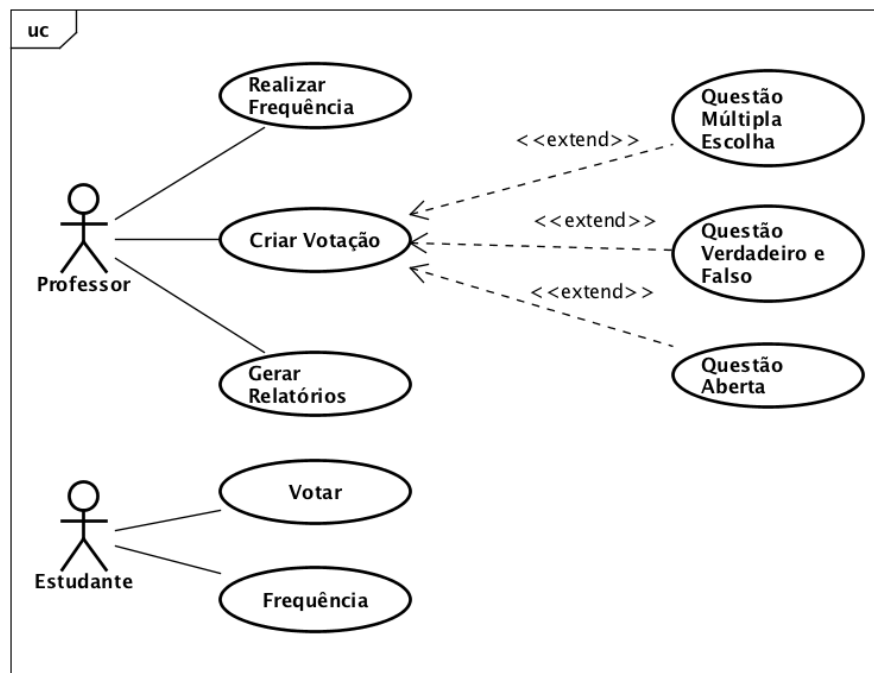 uc
Realizar
Frequência
Questão
Múltipla
Escolha
<<extend>>
Criar Votação
<<extend>>
Questão
Verdadeiro e
Falso
Professor
<<extend>>
Gerar
Relatórios
Questão
Aberta
Votar
Estudante
Frequência